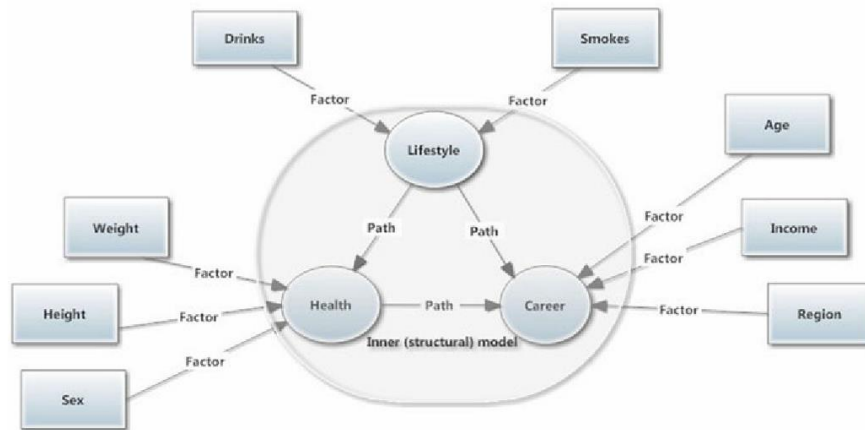 Drinks
Smokes
Factor
Factor
Age
Lifestyle
Factor
Weight
Path
Path
Income
Factor
Factor
Height
Factor
Health
Path
Career
Factor
Region
Inner (structural) model
Factor
Sex